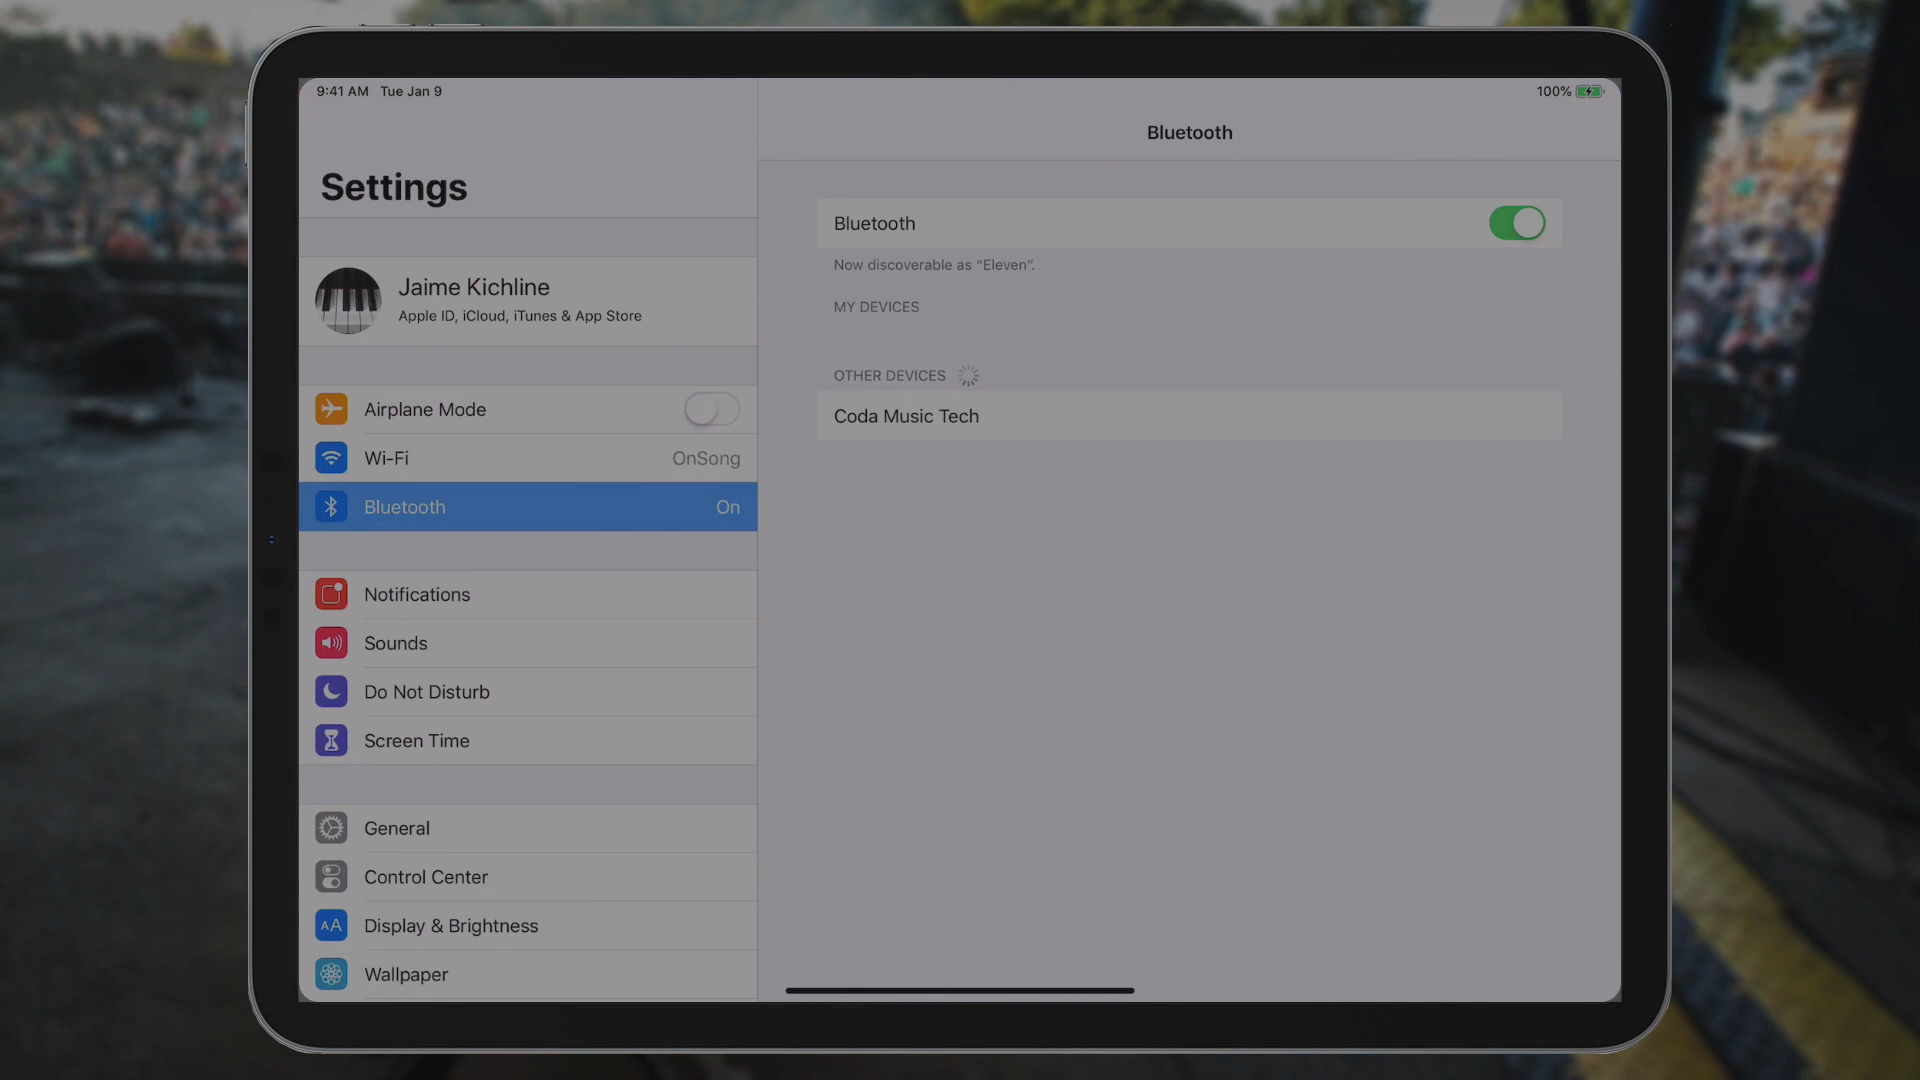 9:41 AM Tue Jan 9
100%
Settings
Jaime Kichline
Apple ID, iCloud, iTunes & App Store
Airplane Mode
Wi-Fi OnSong
Bluetooth On
Notifications
Sounds
Do Not Disturb
Screen Time
General
Control Center
AA Display & Brightness
Wallpaper
Bluetooth
Bluetooth
Now discoverable as “Eleven”.
MY DEVICES
OTHER DEVICES
Coda Music Tech